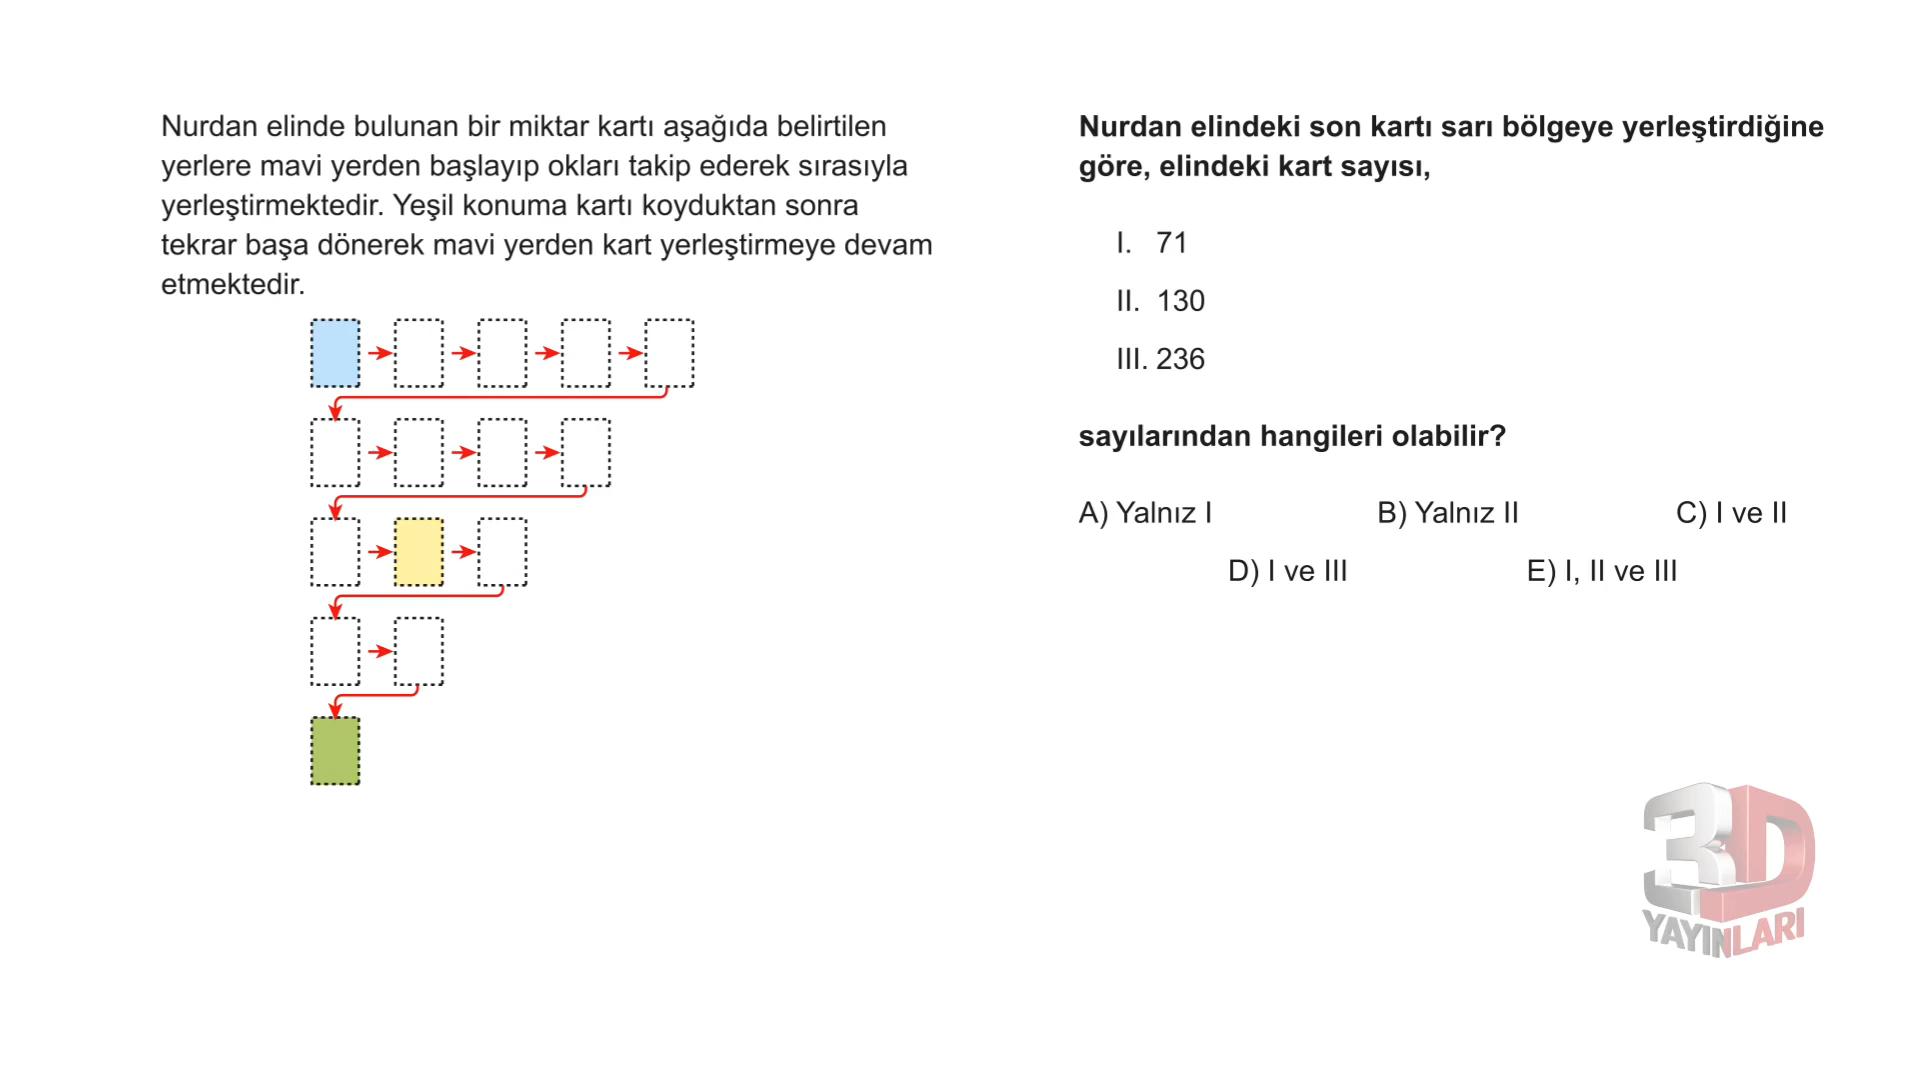 Nurdan elinde bulunan bir miktar kartı aşağıda belirtilen
yerlere mavi yerden başlayıp okları takip ederek sırasıyla
yerleştirmektedir. Yeşil konuma kartı koyduktan sonra
tekrar başa dönerek mavi yerden kart yerleştirmeye devam
etmektedir.
Nurdan elindeki son kartı sarı bölgeye yerleştirdiğine
göre, elindeki kart sayısı,
I. 71
II. 130
III. 236
sayılarından hangileri olabilir?
A) Yalnız I B) Yalnız II C) I ve II
D) I ve III E) I, II ve III
3D
YAYINLARI